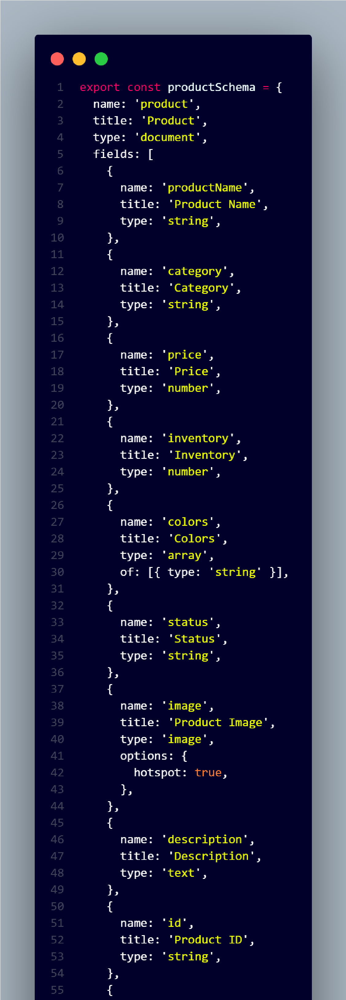 1 export const productSchema = {
2 name: 'product',
3 title: 'Product',
4 type: 'document',
5 fields: [
6 {
7 name: 'productName',
8 title: 'Product Name',
9 type: 'string',
10 },
11 {
12 name: 'category',
13 title: 'Category',
14 type: 'string',
15 },
16 {
17 name: 'price',
18 title: 'Price',
19 type: 'number',
20 },
21 {
22 name: 'inventory',
23 title: 'Inventory',
24 type: 'number',
25 },
26 {
27 name: 'colors',
28 title: 'Colors',
29 type: 'array',
30 of: [{ type: 'string' }],
31 },
32 {
33 name: 'status',
34 title: 'Status',
35 type: 'string',
36 },
37 {
38 name: 'image',
39 title: 'Product Image',
40 type: 'image',
41 options: {
42 hotspot: true,
43 },
44 },
45 {
46 name: 'description',
47 title: 'Description',
48 type: 'text',
49 },
50 {
51 name: 'id',
52 title: 'Product ID',
53 type: 'string',
54 },
55 {